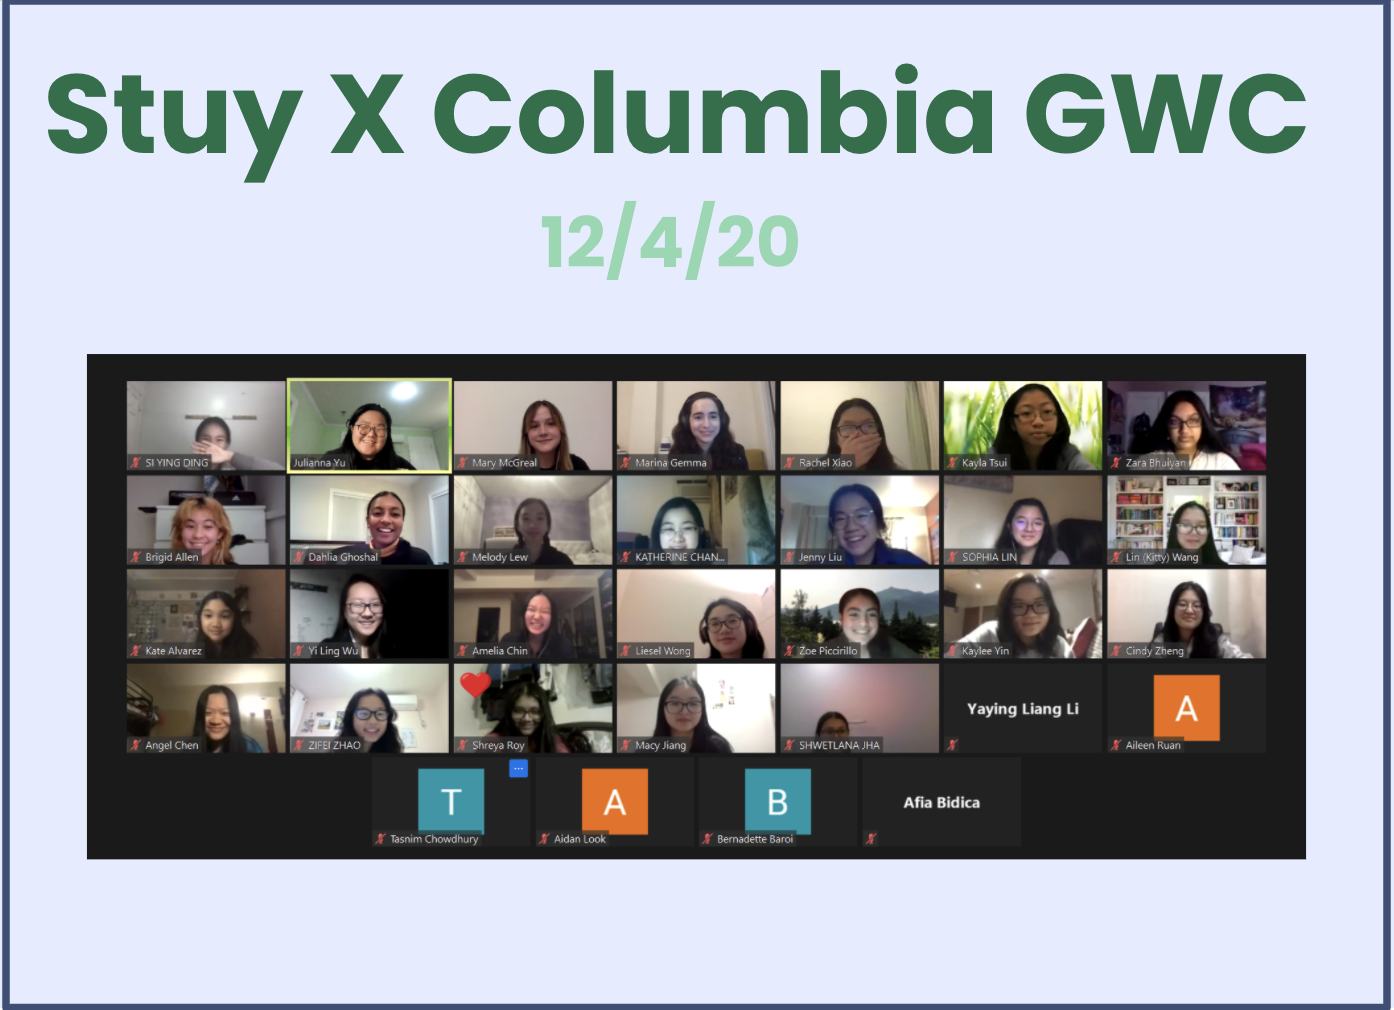 Stuy X Columbia GWC
12/4/20
SI YING DING
Julianna Yu
Mary McGreal
Marina Gemma
Rachel Xiao
Kayla Tsui
Zara Bhuiyan
Brigid Allen
Dahlia Ghoshal
Melody Lew
KATHERINE CHAN...
Jenny Liu
SOPHIA LIN
Lin (Kitty) Wang
Kate Alvarez
Yi Ling Wu
Amelia Chin
Liesel Wong
Zoe Piccirillo
Kaylee Yin
Cindy Zheng
Angel Chen
ZIFEI ZHAO
Shreya Roy
Macy Jiang
SHWETLANA JHA
Yaying Liang Li
A
Aileen Ruan
T
Tasnim Chowdhury
A
Aidan Look
B
Bernadette Baroi
Afia Bidica